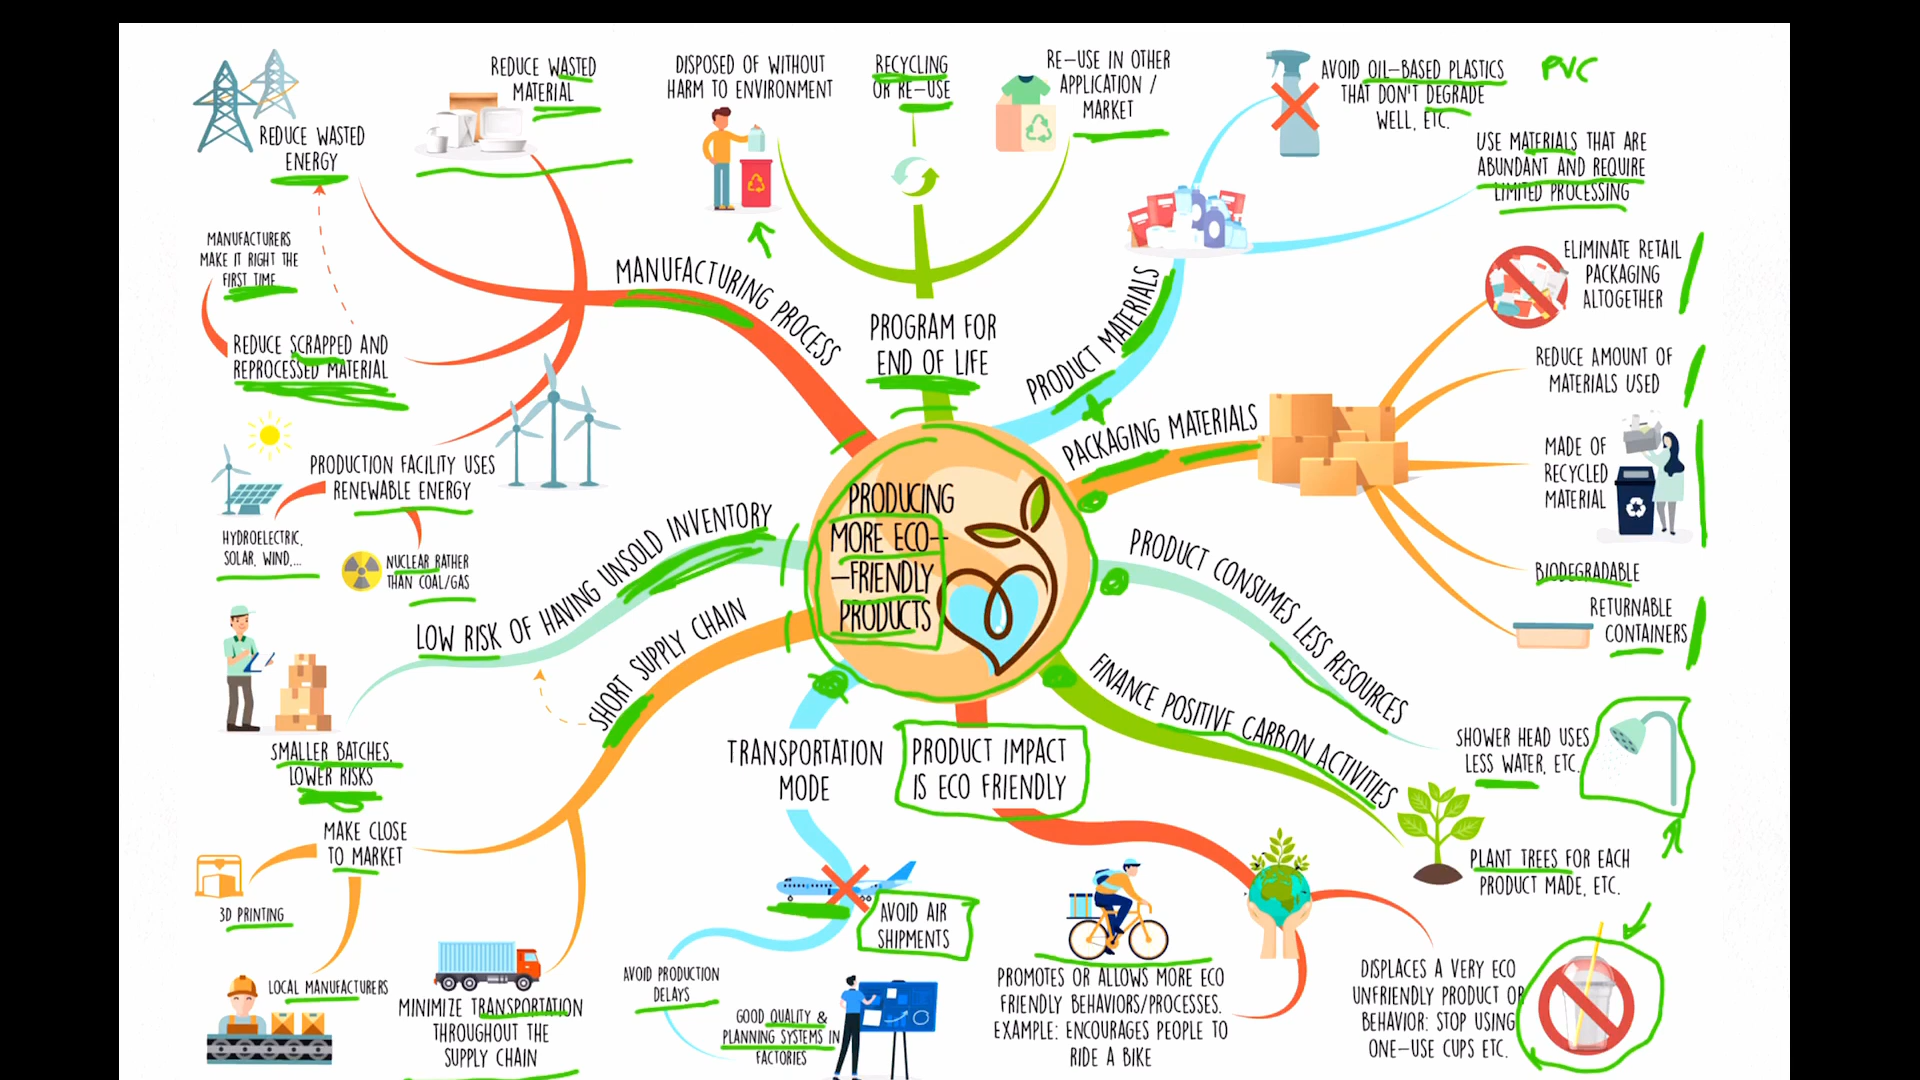 REDUCE WASTED
ENERGY
REDUCE WASTED
MATERIAL
DISPOSED OF WITHOUT
HARM TO ENVIRONMENT
RECYCLING
OR RE-USE
RE-USE IN OTHER
APPLICATION /
MARKET
AVOID OIL-BASED PLASTICS
THAT DON'T DEGRADE
WELL, ETC.
PVC
USE MATERIALS THAT ARE
ABUNDANT AND REQUIRE
LIMITED PROCESSING
MANUFACTURERS
MAKE IT RIGHT THE
FIRST TIME
REDUCE SCRAPPED AND
REPROCESSED MATERIAL
MANUFACTURING PROCESS
PROGRAM FOR
END OF LIFE
PRODUCT MATERIALS
ELIMINATE RETAIL
PACKAGING
ALTOGETHER
REDUCE AMOUNT OF
MATERIALS USED
PACKAGING MATERIALS
MADE OF
RECYCLED
MATERIAL
BIODEGRADABLE
RETURNABLE
CONTAINERS
PRODUCTION FACILITY USES
RENEWABLE ENERGY
HYDROELECTRIC,
SOLAR, WIND,...
NUCLEAR RATHER
THAN COAL/GAS
PRODUCING
MORE ECO-
-FRIENDLY
PRODUCTS
LOW RISK OF HAVING UNSOLD INVENTORY
PRODUCT CONSUMES LESS RESOURCES
SHORT SUPPLY CHAIN
FINANCE POSITIVE CARBON ACTIVITIES
SMALLER BATCHES,
LOWER RISKS
TRANSPORTATION
MODE
PRODUCT IMPACT
IS ECO FRIENDLY
SHOWER HEAD USES
LESS WATER, ETC.
MAKE CLOSE
TO MARKET
3D PRINTING
LOCAL MANUFACTURERS
MINIMIZE TRANSPORTATION
THROUGHOUT THE
SUPPLY CHAIN
AVOID AIR
SHIPMENTS
AVOID PRODUCTION
DELAYS
GOOD QUALITY &
PLANNING SYSTEMS IN
FACTORIES
PROMOTES OR ALLOWS MORE ECO
FRIENDLY BEHAVIORS/PROCESSES.
EXAMPLE: ENCOURAGES PEOPLE TO
RIDE A BIKE
PLANT TREES FOR EACH
PRODUCT MADE, ETC.
DISPLACES A VERY ECO
UNFRIENDLY PRODUCT OR
BEHAVIOR: STOP USING
ONE-USE CUPS ETC.